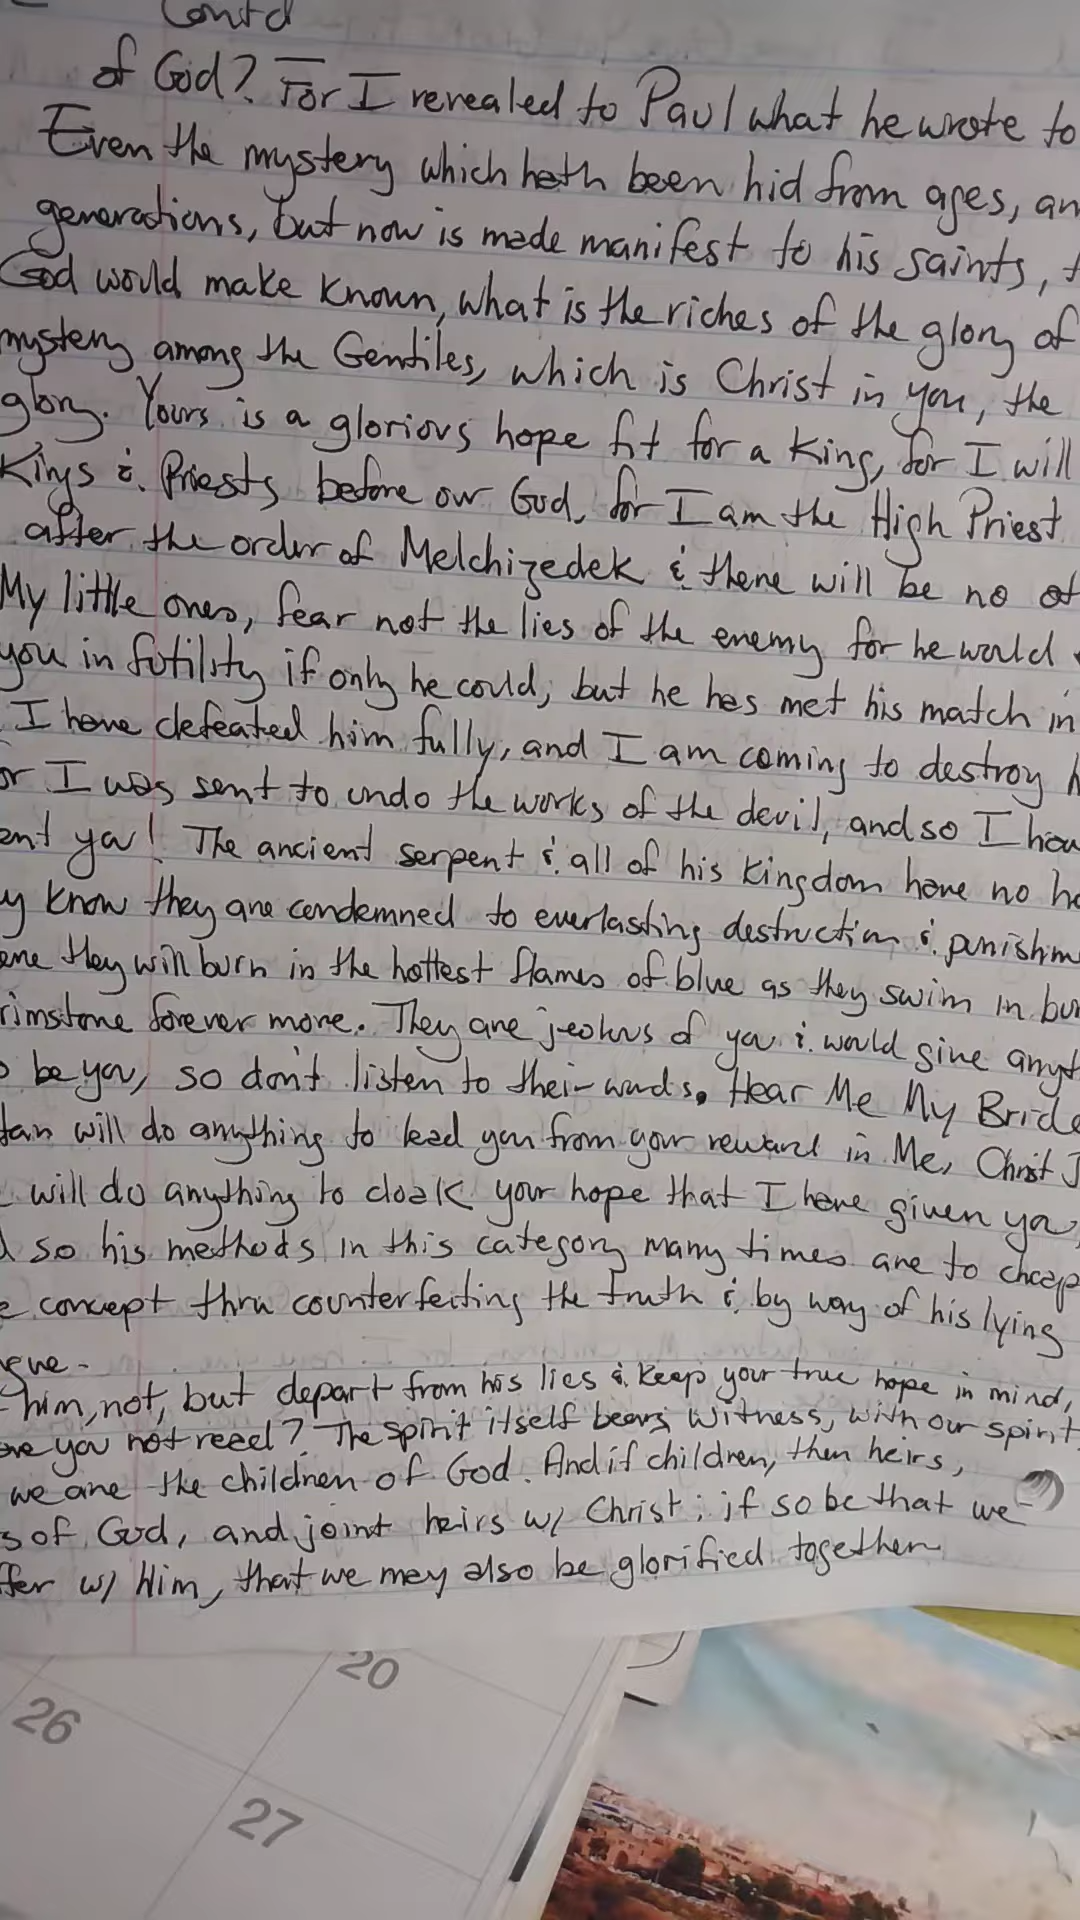 Cont'd
of God? For I revealed to Paul what he wrote to
Even the mystery which hath been hid from ages, an
generations, but now is made manifest to his saints, t
God would make known, what is the riches of the glory of
mystery among the Gentiles, which is Christ in you, the
glory. Yours is a glorious hope fit for a King, for I will
Kings & Priests before our God, for I am the High Priest
after the order of Melchizedek & there will be no ot
My little ones, fear not the lies of the enemy for he would
you in futility if only he could, but he has met his match in
I have defeated him fully, and I am coming to destroy h
or I was sent to undo the works of the devil, and so I hav
ent you! The ancient serpent & all of his kingdom have no ho
y know they are condemned to everlasting destruction & punishm
ere they will burn in the hottest flames of blue as they swim in bur
rimstone forever more. They are jealous of you & would give anyt
o be you, so don't listen to their words. Hear Me My Bride
tan will do anything to lead you from your reward in Me, Christ J
will do anything to cloak your hope that I have given you,
d so his methods in this category many times are to cheap
e concept thru counterfeiting the truth & by way of his lying
ngue.
him, not, but depart from his lies & keep your true hope in mind,
ave you not read? The spirit itself bears witness, with our spirit
we are the children of God. And if children, then heirs,
s of God, and joint heirs w/ Christ; if so be that we
ffer w/ Him, that we may also be glorified together
20
26
27